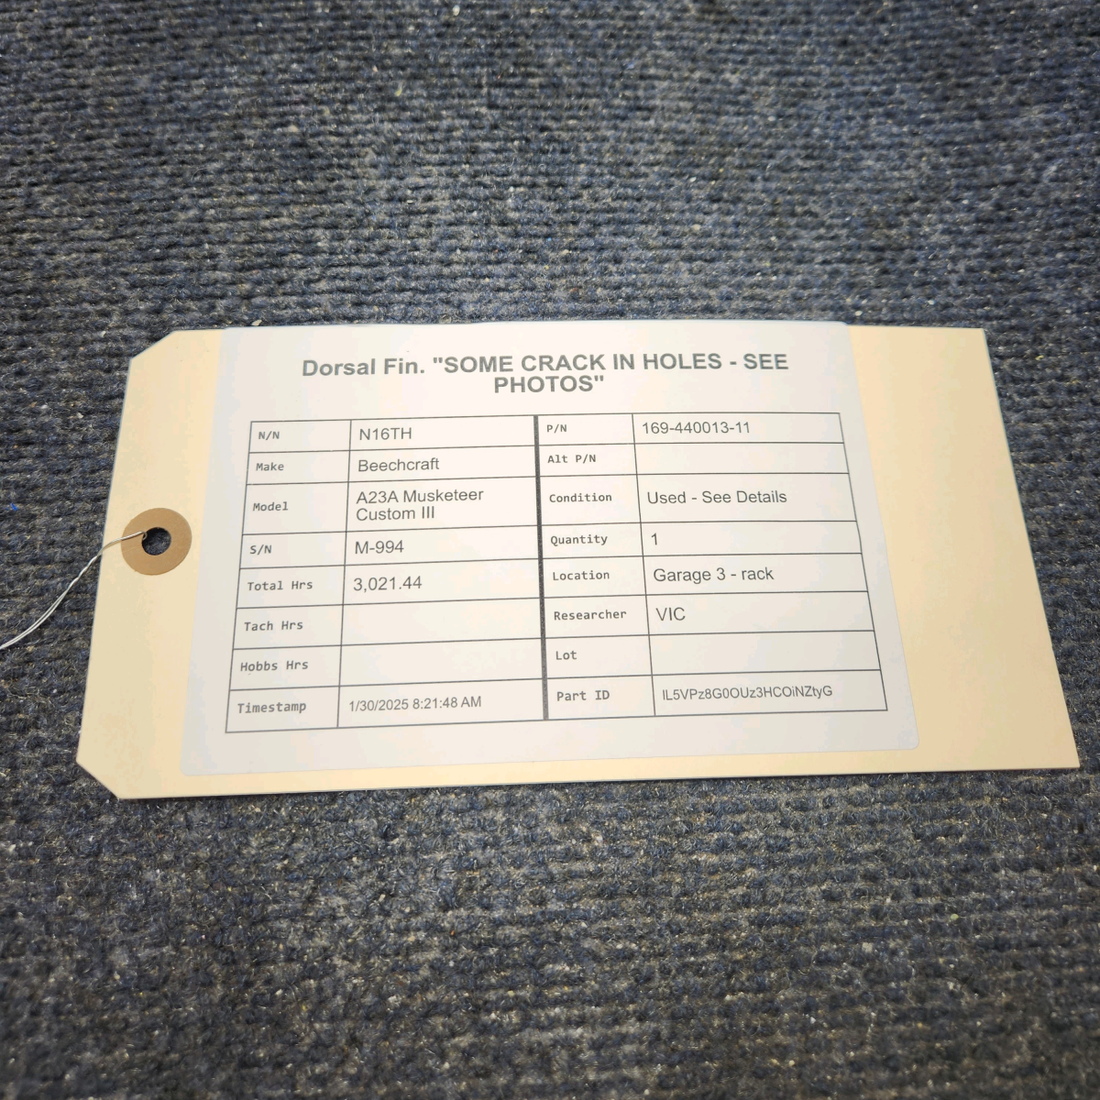 Dorsal Fin. "SOME CRACK IN HOLES - SEE
PHOTOS"
N/N N16TH
Make Beechcraft
Model A23A Musketeer
Custom III
S/N M-994
Total Hrs 3,021.44
Tach Hrs
Hobbs Hrs
Timestamp 1/30/2025 8:21:48 AM
P/N 169-440013-11
Alt P/N
Condition Used - See Details
Quantity 1
Location Garage 3 - rack
Researcher VIC
Lot
Part ID IL5VPz8G0OUz3HCOiNZtyG